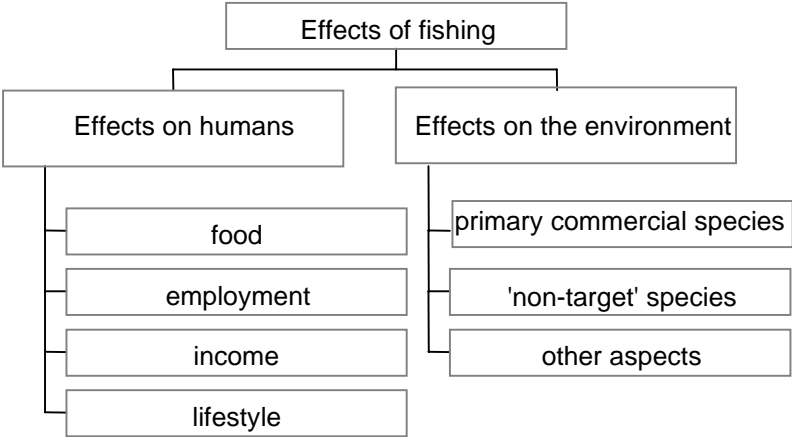 Effects of fishing
Effects on humans
food
employment
income
lifestyle
Effects on the environment
primary commercial species
'non-target' species
other aspects